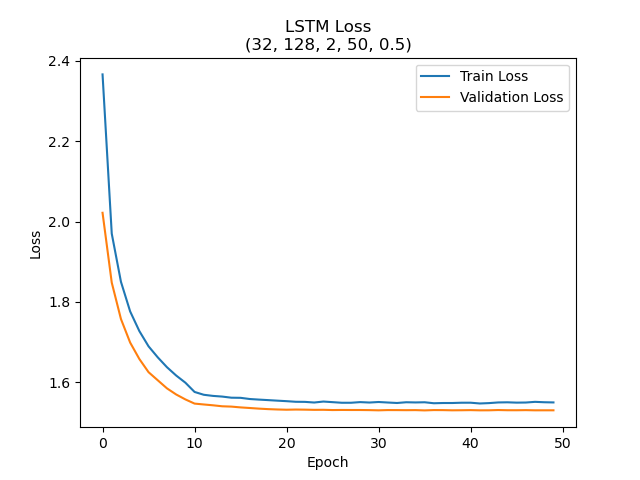 LSTM Loss
(32, 128, 2, 50, 0.5)
Train Loss
Validation Loss
2.4
2.2
2.0
1.8
1.6
Loss
0 10 20 30 40 50
Epoch